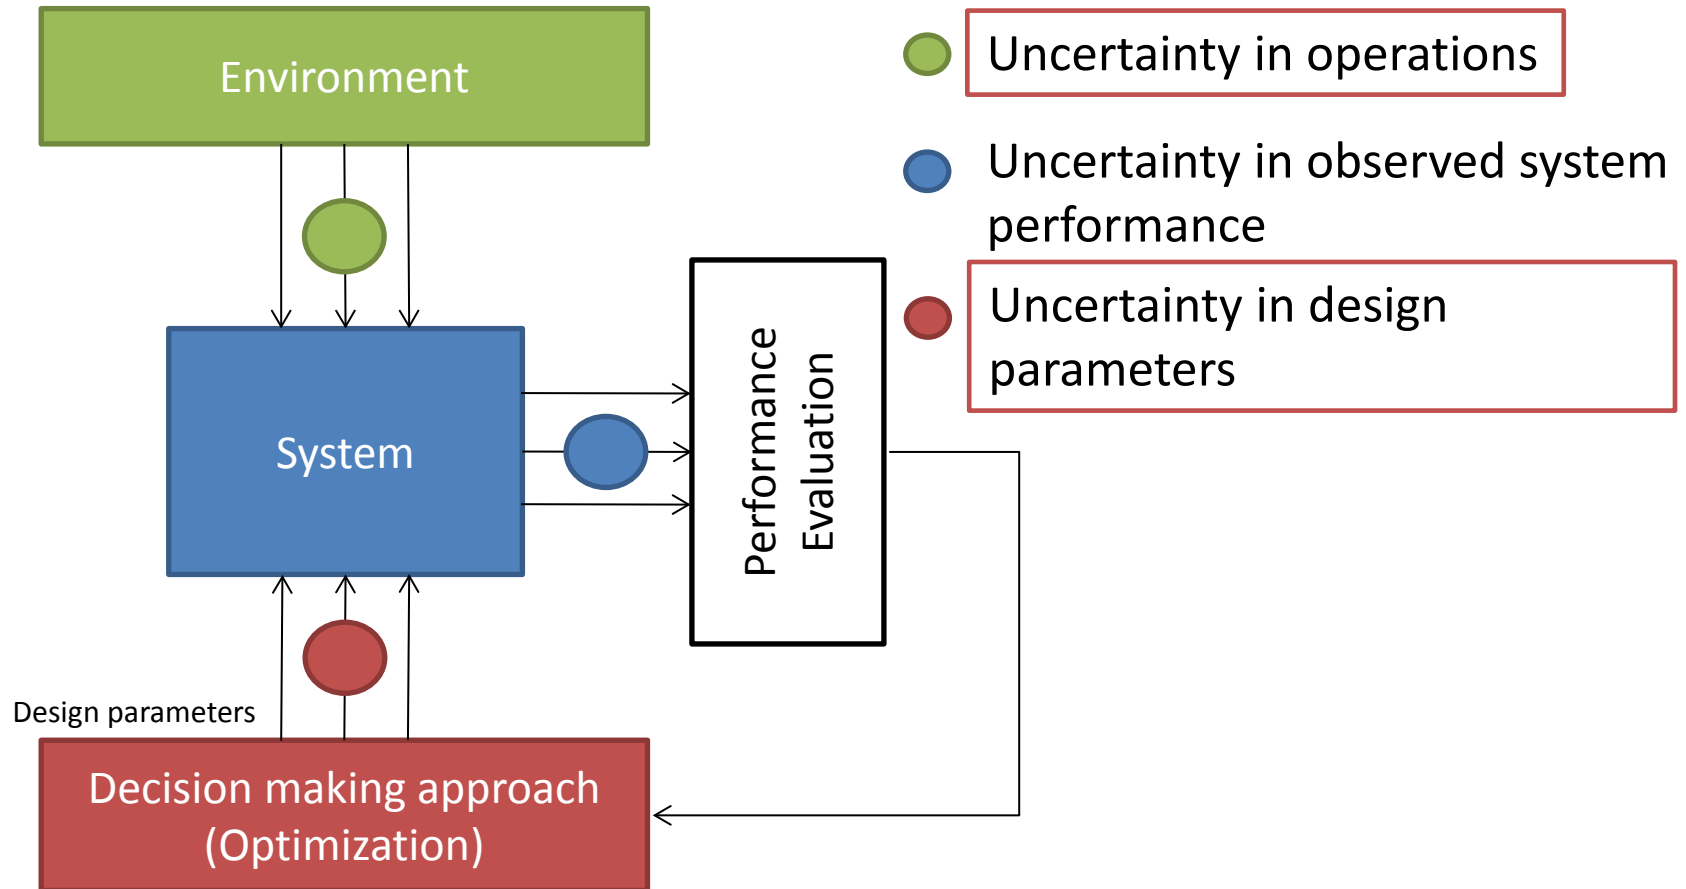 Environment
Uncertainty in operations
Uncertainty in observed system
performance
Uncertainty in design
parameters
System
Performance
Evaluation
Design parameters
Decision making approach
(Optimization)